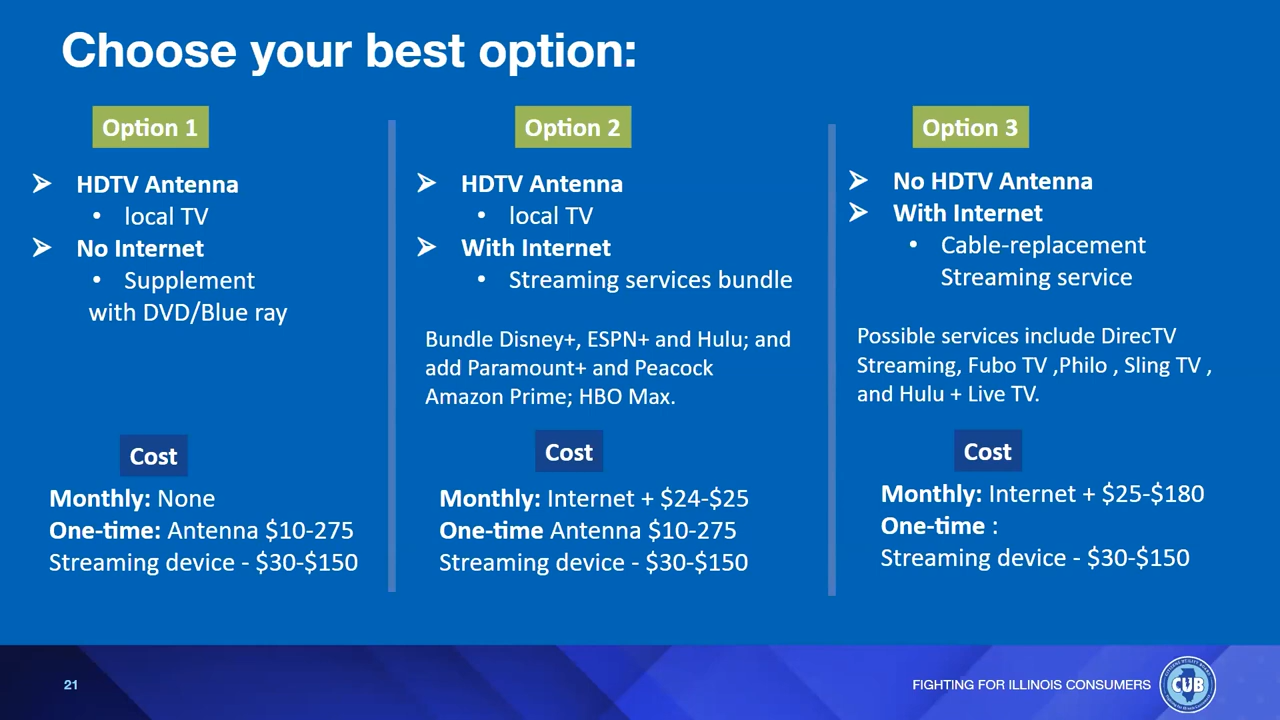 Choose your best option:
Option 1
➢ HDTV Antenna
• local TV
➢ No Internet
• Supplement
with DVD/Blue ray
Cost
Monthly: None
One-time: Antenna $10-275
Streaming device - $30-$150
Option 2
➢ HDTV Antenna
• local TV
➢ With Internet
• Streaming services bundle
Bundle Disney+, ESPN+ and Hulu; and
add Paramount+ and Peacock
Amazon Prime; HBO Max.
Cost
Monthly: Internet + $24-$25
One-time Antenna $10-275
Streaming device - $30-$150
Option 3
➢ No HDTV Antenna
➢ With Internet
• Cable-replacement
Streaming service
Possible services include DirecTV
Streaming, Fubo TV ,Philo , Sling TV ,
and Hulu + Live TV.
Cost
Monthly: Internet + $25-$180
One-time :
Streaming device - $30-$150
21
FIGHTING FOR ILLINOIS CONSUMERS
CUB